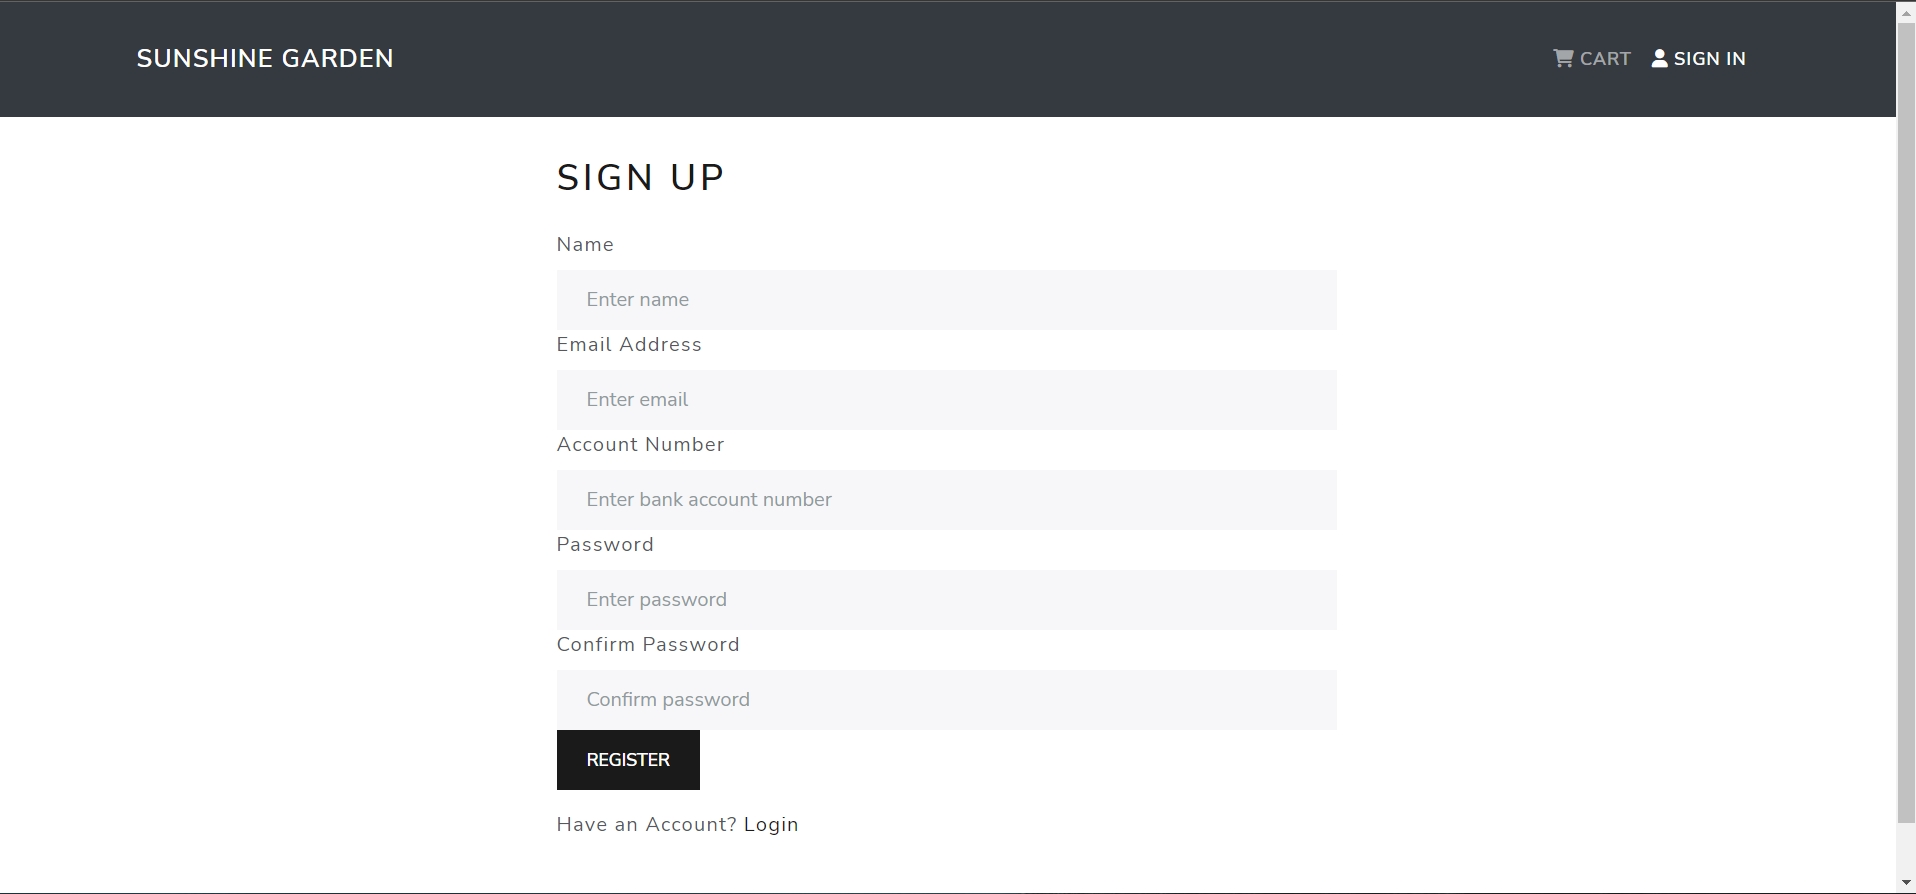 SUNSHINE GARDEN
CART SIGN IN
SIGN UP
Name
Enter name
Email Address
Enter email
Account Number
Enter bank account number
Password
Enter password
Confirm Password
Confirm password
REGISTER
Have an Account? Login